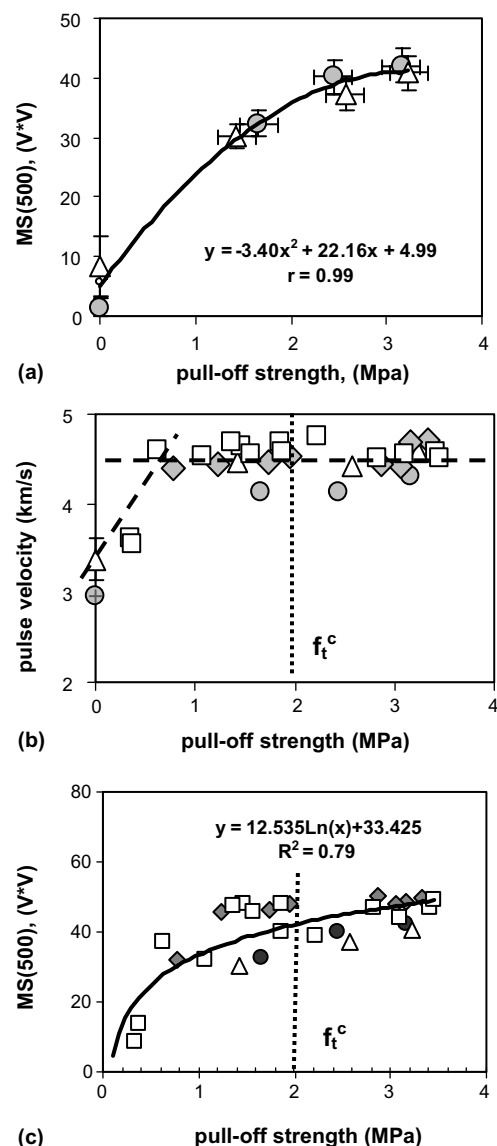 50
40
30
20
10
0
MS(500), (V*V)
y = -3.40x² + 22.16x + 4.99
r = 0.99
0 1 2 3 4
pull-off strength, (Mpa)
(a)
5
4
3
2
pulse velocity (km/s)
fₜᶜ
0 1 2 3 4
pull-off strength (MPa)
(b)
80
60
40
20
0
MS(500), (V*V)
y = 12.535Ln(x)+33.425
R² = 0.79
fₜᶜ
0 1 2 3 4
pull-off strength (MPa)
(c)